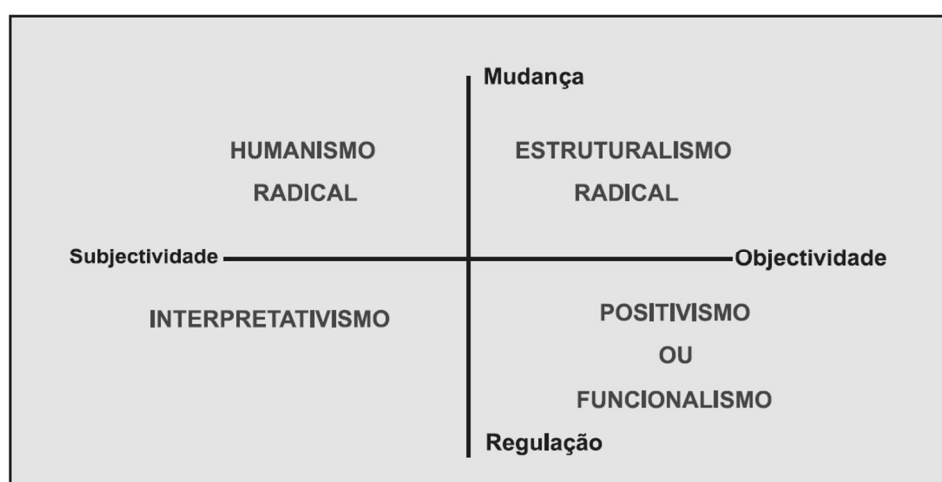 Mudança
HUMANISMO
RADICAL
ESTRUTURALISMO
RADICAL
Subjectividade
Objectividade
INTERPRETATIVISMO
POSITIVISMO
OU
FUNCIONALISMO
Regulação